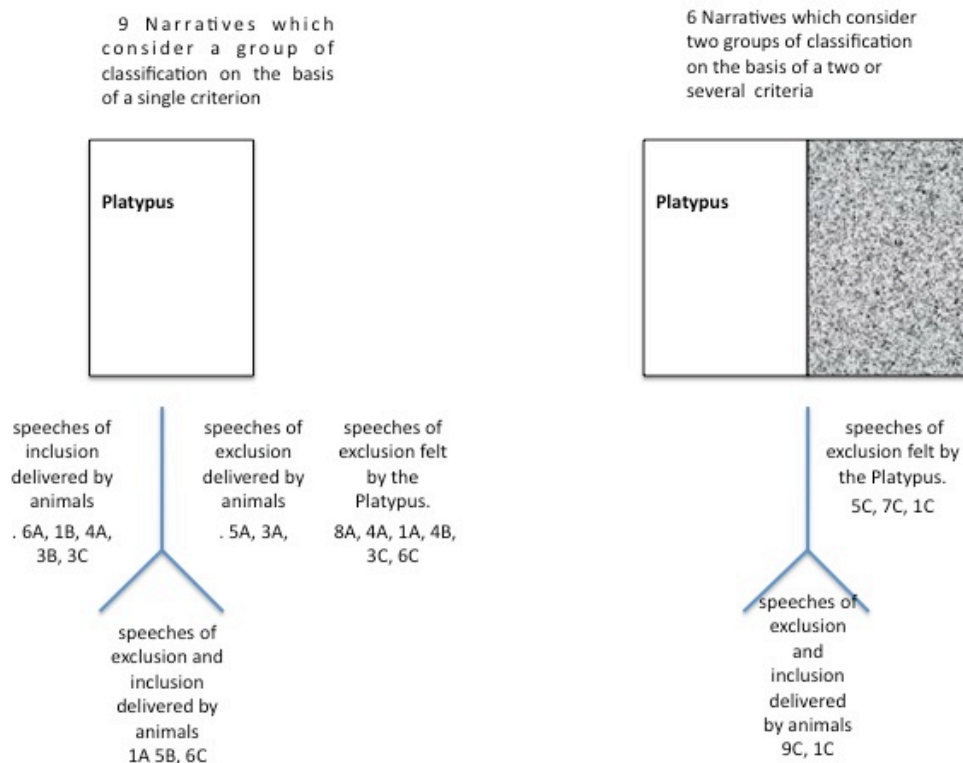 9 Narratives which
consider a group of
classification on the basis
of a single criterion
6 Narratives which consider
two groups of classification
on the basis of a two or
several criteria
Platypus
Platypus
speeches of
inclusion
delivered by
animals
. 6A, 1B, 4A,
3B, 3C
speeches of
exclusion
delivered by
animals
. 5A, 3A,
speeches of
exclusion felt
by the
Platypus.
8A, 4A, 1A, 4B,
3C, 6C
speeches of
exclusion felt by
the Platypus.
5C, 7C, 1C
speeches of
exclusion and
inclusion
delivered by
animals
1A 5B, 6C
speeches of
exclusion
and
inclusion
delivered
by animals
9C, 1C